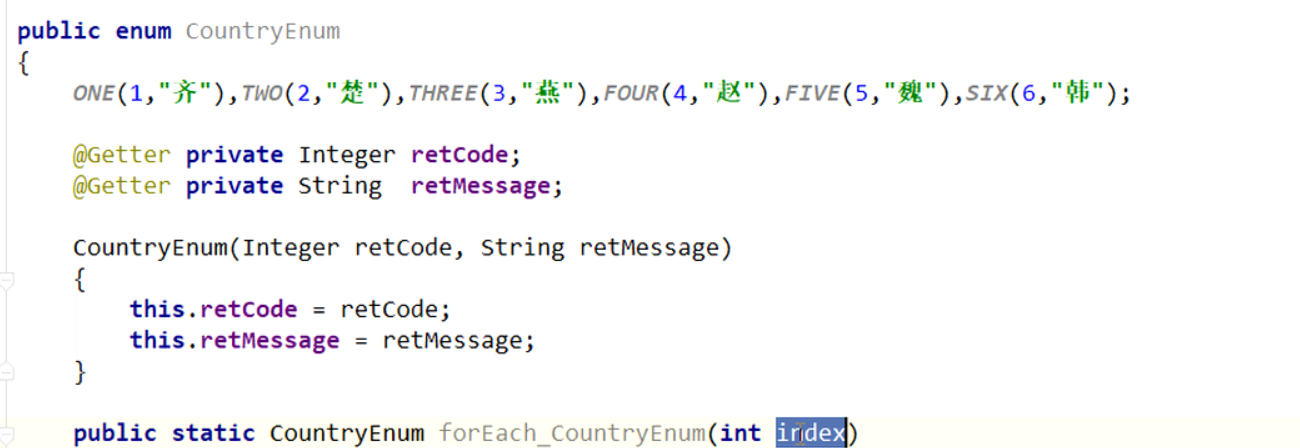 public enum CountryEnum
{
ONE(1,"齐"),TWO(2,"楚"),THREE(3,"燕"),FOUR(4,"赵"),FIVE(5,"魏"),SIX(6,"韩");
@Getter private Integer retCode;
@Getter private String retMessage;
CountryEnum(Integer retCode, String retMessage)
{
this.retCode = retCode;
this.retMessage = retMessage;
}
public static CountryEnum forEach_CountryEnum(int index)